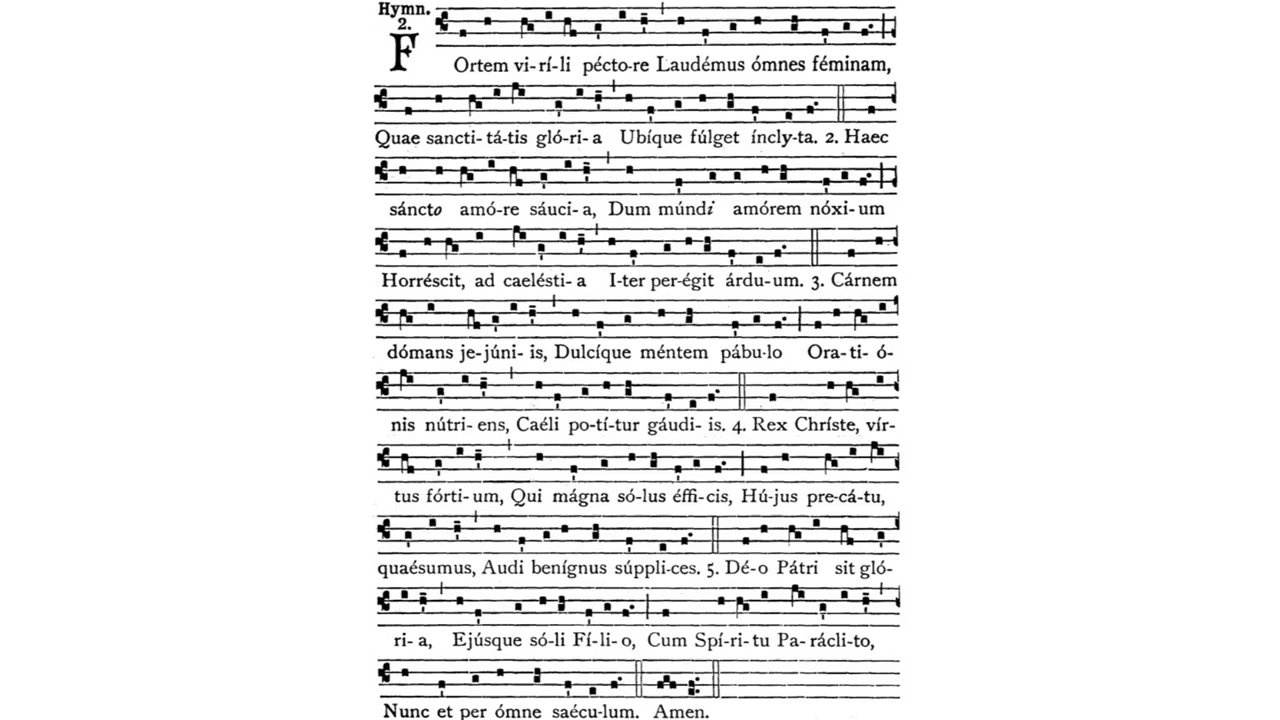 Hymn.
2.
F
Ortem vi-rí-li pécto-re Laudémus ómnes féminam,
Quae sancti-tá-tis gló-ri-a Ubíque fúlget íncly-ta. 2. Haec
sáncto amó-re sáuci-a, Dum múndi amórem nóxi-um
Horréscit, ad caelésti-a I-ter per-égit árdu-um. 3. Cárnem
dómans je-júni-is, Dulcíque méntem pábu-lo Ora-ti-ó-
nis nútri-ens, Caéli po-tí-tur gáudi-is. 4. Rex Chríste, vír-
tus fórti-um, Qui mágna só-lus éffi-cis, Hú-jus pre-cá-tu,
quaésumus, Audi benígnus súppli-ces. 5. Dé-o Pátri sit gló-
ri-a, Ejúsque só-li Fí-li-o, Cum Spí-ri-tu Pa-rácli-to,
Nunc et per ómne saécu-lum. Amen.